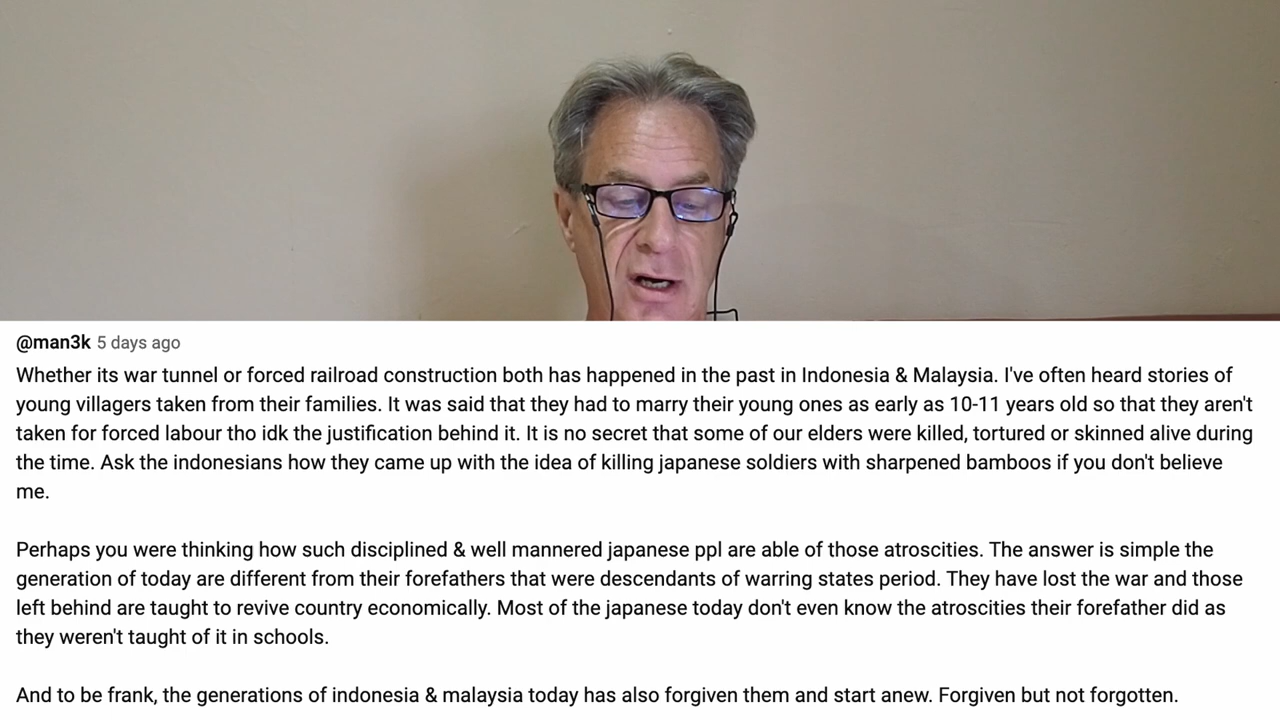 @man3k 5 days ago
Whether its war tunnel or forced railroad construction both has happened in the past in Indonesia & Malaysia. I've often heard stories of
young villagers taken from their families. It was said that they had to marry their young ones as early as 10-11 years old so that they aren't
taken for forced labour tho idk the justification behind it. It is no secret that some of our elders were killed, tortured or skinned alive during
the time. Ask the indonesians how they came up with the idea of killing japanese soldiers with sharpened bamboos if you don't believe
me.
Perhaps you were thinking how such disciplined & well mannered japanese ppl are able of those atroscities. The answer is simple the
generation of today are different from their forefathers that were descendants of warring states period. They have lost the war and those
left behind are taught to revive country economically. Most of the japanese today don't even know the atroscities their forefather did as
they weren't taught of it in schools.
And to be frank, the generations of indonesia & malaysia today has also forgiven them and start anew. Forgiven but not forgotten.